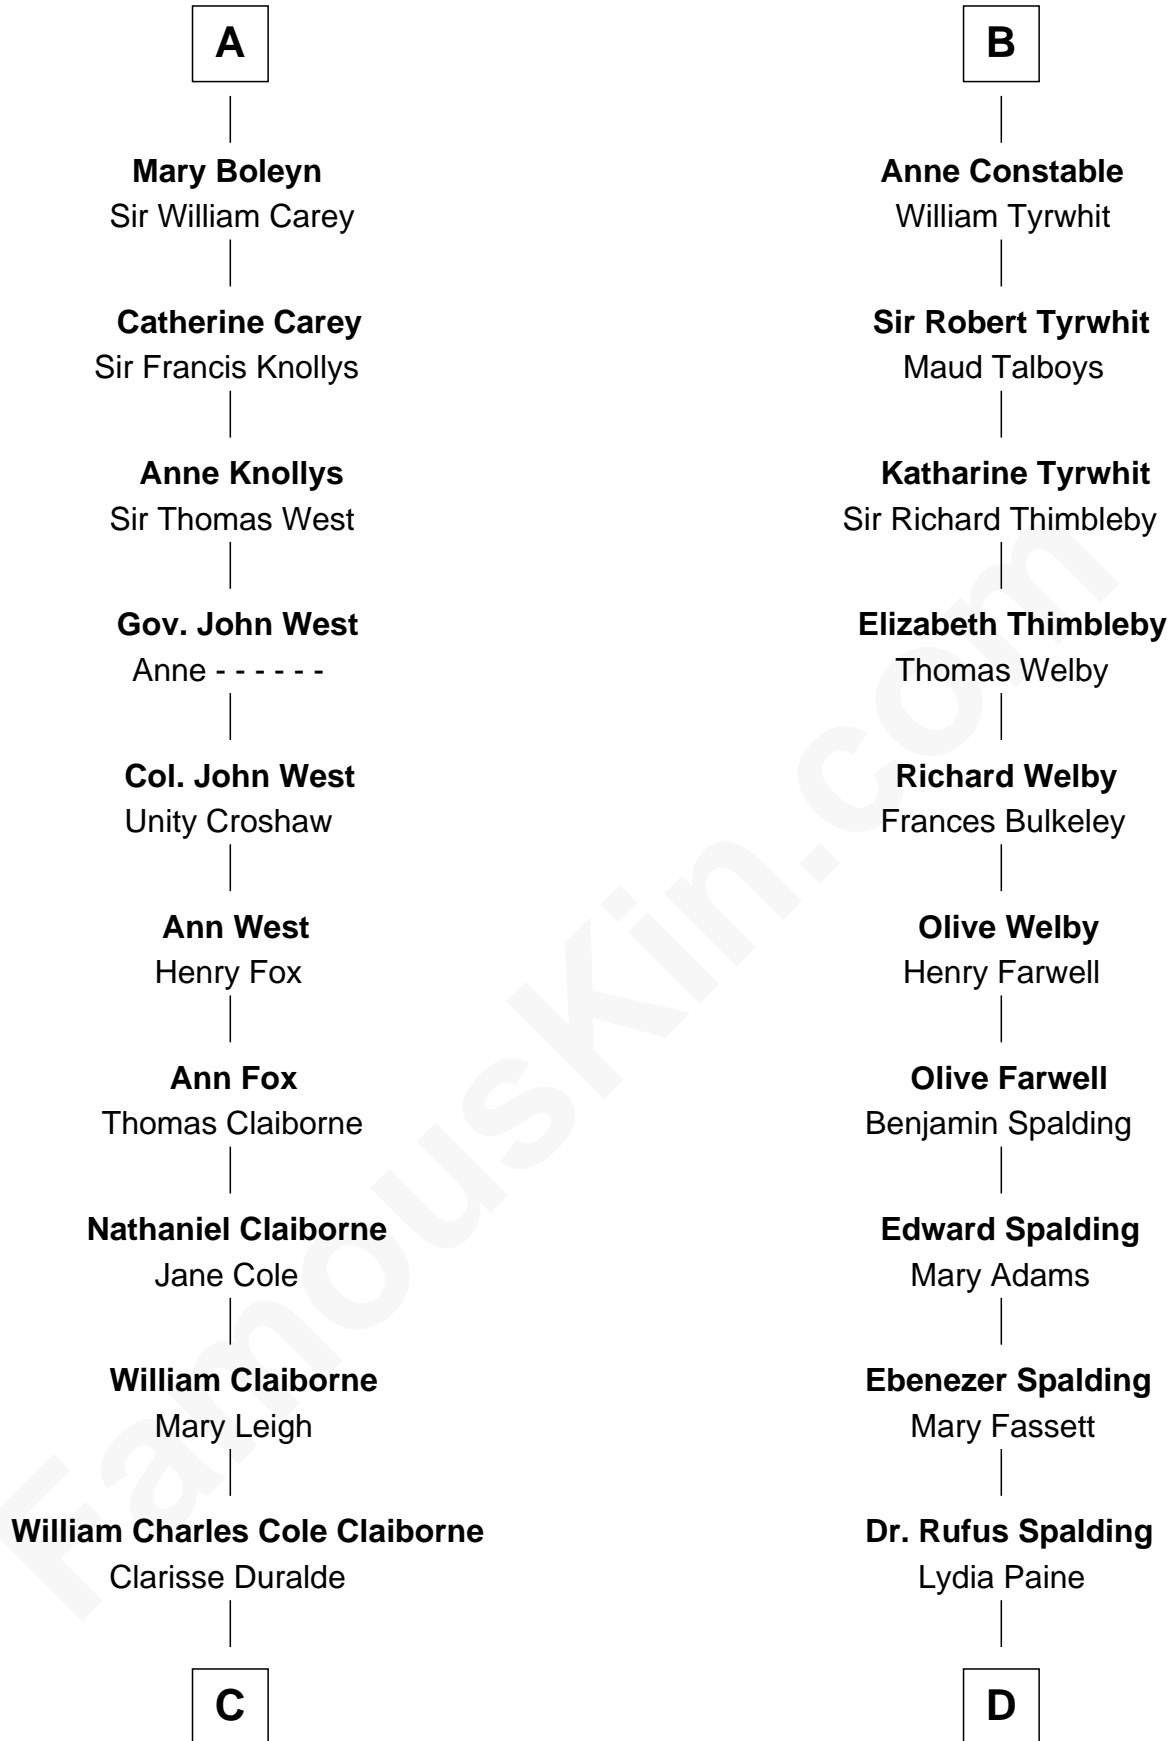 A
Mary Boleyn
Sir William Carey
Catherine Carey
Sir Francis Knollys
Anne Knollys
Sir Thomas West
Gov. John West
Anne - - - - - -
Col. John West
Unity Croshaw
Ann West
Henry Fox
Ann Fox
Thomas Claiborne
Nathaniel Claiborne
Jane Cole
William Claiborne
Mary Leigh
William Charles Cole Claiborne
Clarisse Duralde
C
B
Anne Constable
William Tyrwhit
Sir Robert Tyrwhit
Maud Talboys
Katharine Tyrwhit
Sir Richard Thimbleby
Elizabeth Thimbleby
Thomas Welby
Richard Welby
Frances Bulkeley
Olive Welby
Henry Farwell
Olive Farwell
Benjamin Spalding
Edward Spalding
Mary Adams
Ebenezer Spalding
Mary Fassett
Dr. Rufus Spalding
Lydia Paine
D
FamousKin.com